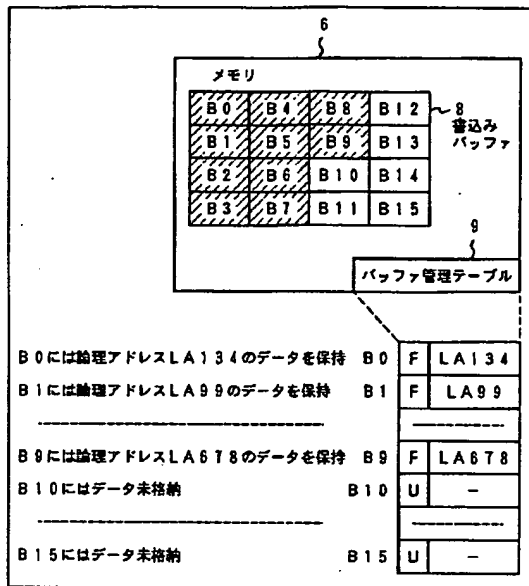 6
メモリ
B0 B4 B8 B12
8
書込み
バッファ
B1 B5 B9 B13
B2 B6 B10 B14
B3 B7 B11 B15
9
バッファ管理テーブル
B0には論理アドレスLA134のデータを保持 B0 F LA134
B1には論理アドレスLA99のデータを保持 B1 F LA99
B9には論理アドレスLA678のデータを保持 B9 F LA678
B10にはデータ未格納 B10 U -
B15にはデータ未格納 B15 U -